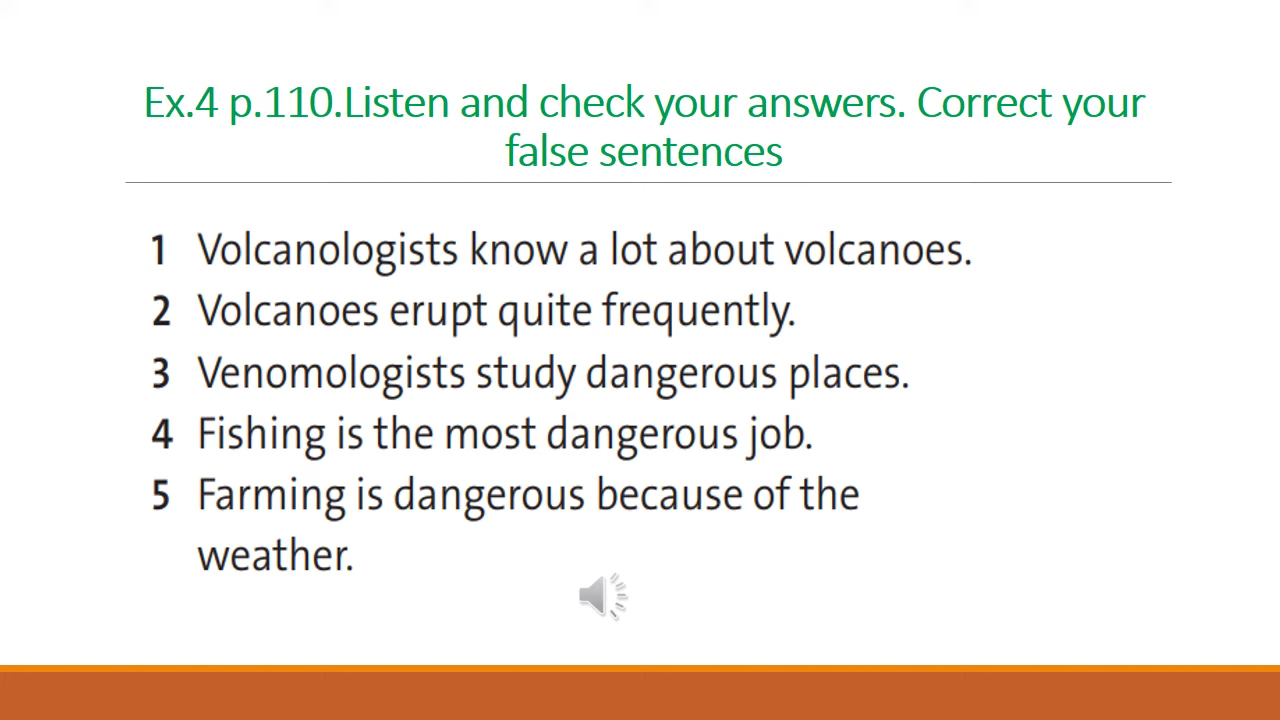 Ex.4 p.110.Listen and check your answers. Correct your
false sentences
1 Volcanologists know a lot about volcanoes.
2 Volcanoes erupt quite frequently.
3 Venomologists study dangerous places.
4 Fishing is the most dangerous job.
5 Farming is dangerous because of the
weather.